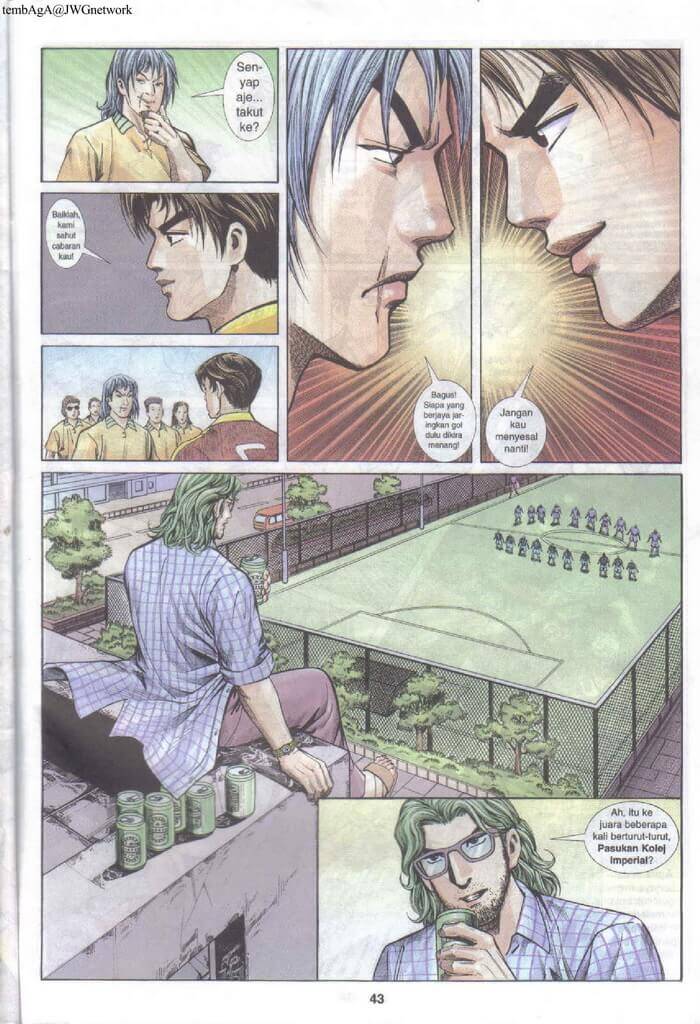 tembAgA@JWGnetwork
Sen-
yap
aje...
takut
ke?
Baiklah,
kami
sahut
cabaran
kau!
Bagus!
Siapa yang
berjaya jar-
ingkan gol
dulu dikira
menang!
Jangan
kau
menyesal
nanti!
Ah, itu ke
juara beberapa
kali berturut-turut,
Pasukan Kolej
Imperial?
43